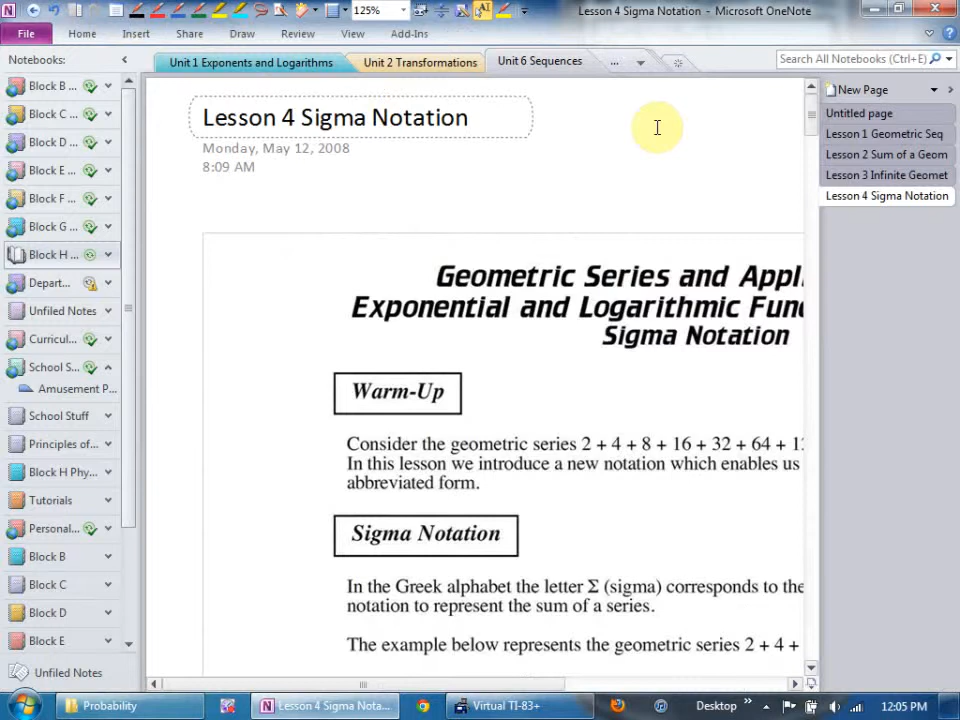 125%
Lesson 4 Sigma Notation - Microsoft OneNote
File Home Insert Share Draw Review View Add-Ins
Notebooks:
Unit 1 Exponents and Logarithms
Unit 2 Transformations
Unit 6 Sequences
...
Search All Notebooks (Ctrl+E)
Block B ...
Block C ...
Block D ...
Block E ...
Block F ...
Block G ...
Block H ...
Depart...
Unfiled Notes
Curricul...
School S...
Amusement P...
School Stuff
Principles of...
Block H Phy...
Tutorials
Personal...
Block B
Block C
Block D
Block E
Unfiled Notes
Lesson 4 Sigma Notation
Monday, May 12, 2008
8:09 AM
Geometric Series and Appl
Exponential and Logarithmic Func
Sigma Notation
Warm-Up
Consider the geometric series 2 + 4 + 8 + 16 + 32 + 64 + 12
In this lesson we introduce a new notation which enables us
abbreviated form.
Sigma Notation
In the Greek alphabet the letter Σ (sigma) corresponds to the
notation to represent the sum of a series.
The example below represents the geometric series 2 + 4 +
New Page
Untitled page
Lesson 1 Geometric Seq
Lesson 2 Sum of a Geom
Lesson 3 Infinite Geomet
Lesson 4 Sigma Notation
Probability
Lesson 4 Sigma Nota...
Virtual TI-83+
Desktop
12:05 PM